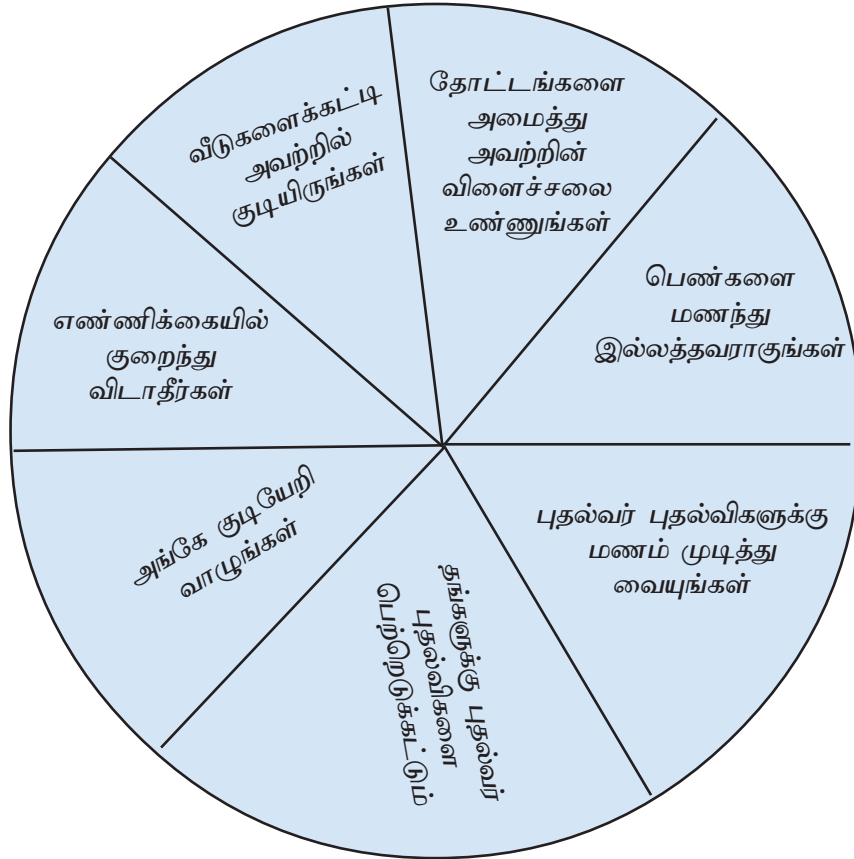 வீடுகளைக்கட்டி
அவற்றில்
குடியிருங்கள்
தோட்டங்களை
அமைத்து
அவற்றின்
விளைச்சலை
உண்ணுங்கள்
பெண்களை
மணந்து
இல்லத்தவராகுங்கள்
புதல்வர் புதல்விகளுக்கு
மணம் முடித்து
வையுங்கள்
தங்களுக்கு புதல்வர்
புதல்விகளை
பெற்றெடுக்கட்டும்
அங்கே குடியேறி
வாழுங்கள்
எண்ணிக்கையில்
குறைந்து
விடாதீர்கள்